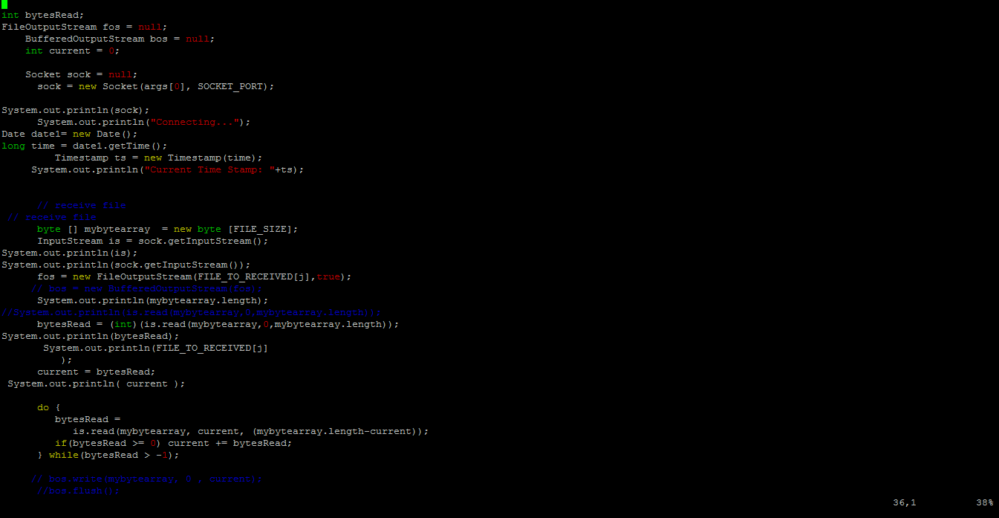 int bytesRead;
FileOutputStream fos = null;
    BufferedOutputStream bos = null;
    int current = 0;

    Socket sock = null;
      sock = new Socket(args[0], SOCKET_PORT);

System.out.println(sock);
      System.out.println("Connecting...");
Date date1= new Date();
long time = date1.getTime();
         Timestamp ts = new Timestamp(time);
     System.out.println("Current Time Stamp: "+ts);


      // receive file
 // receive file
      byte [] mybytearray  = new byte [FILE_SIZE];
      InputStream is = sock.getInputStream();
System.out.println(is);
System.out.println(sock.getInputStream());
      fos = new FileOutputStream(FILE_TO_RECEIVED[j],true);
     // bos = new BufferedOutputStream(fos);
      System.out.println(mybytearray.length);
//System.out.println(is.read(mybytearray,0,mybytearray.length));
      bytesRead = (int)(is.read(mybytearray,0,mybytearray.length));
System.out.println(bytesRead);
       System.out.println(FILE_TO_RECEIVED[j]
          );
      current = bytesRead;
 System.out.println( current );

      do {
         bytesRead =
            is.read(mybytearray, current, (mybytearray.length-current));
         if(bytesRead >= 0) current += bytesRead;
      } while(bytesRead > -1);

     // bos.write(mybytearray, 0 , current);
      //bos.flush();
36,1 38%